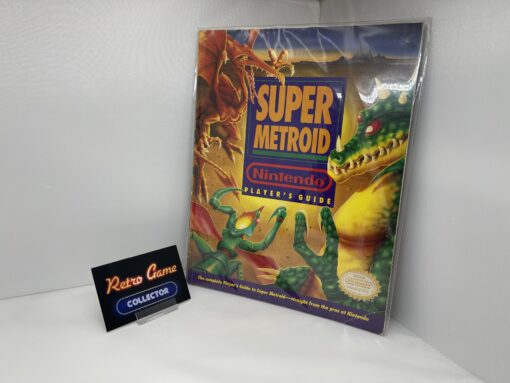 SUPER
METROID
Nintendo
PLAYER'S GUIDE
The complete Player's Guide to Super Metroid—straight from the pros at Nintendo
Retro Game
COLLECTOR